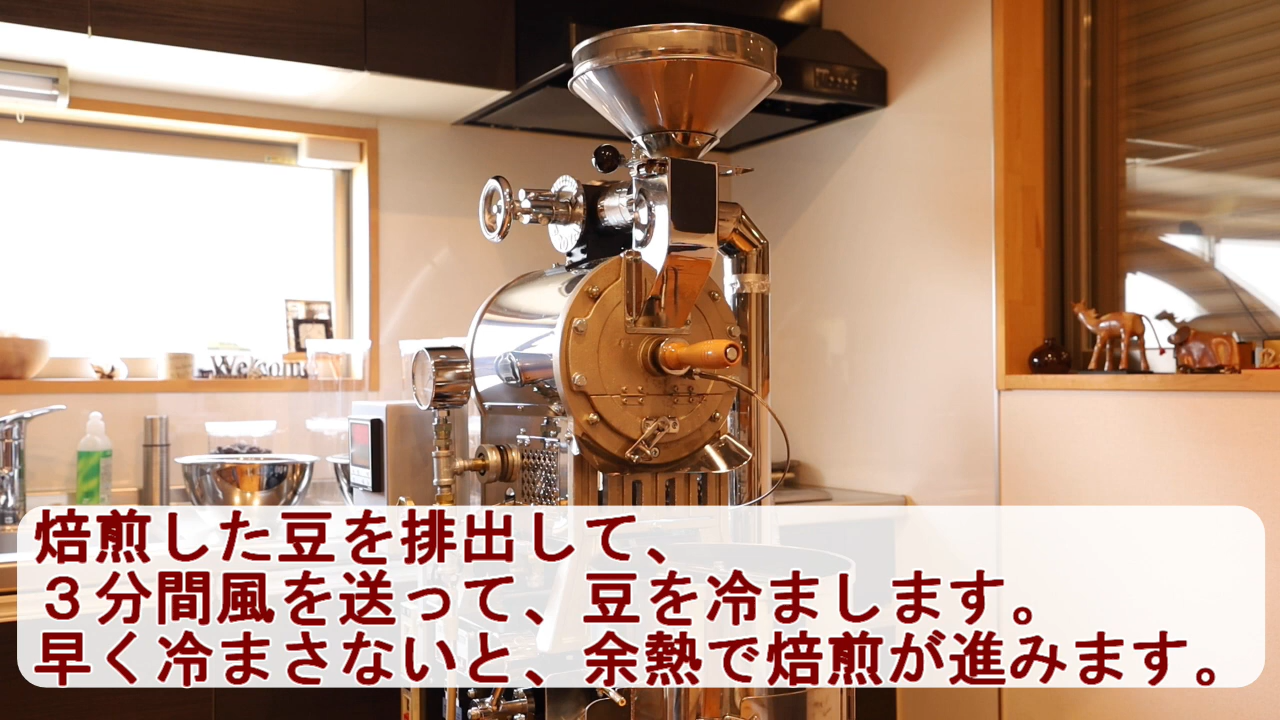 Welcome
焙煎した豆を排出して、
３分間風を送って、豆を冷まします。
早く冷まさないと、余熱で焙煎が進みます。